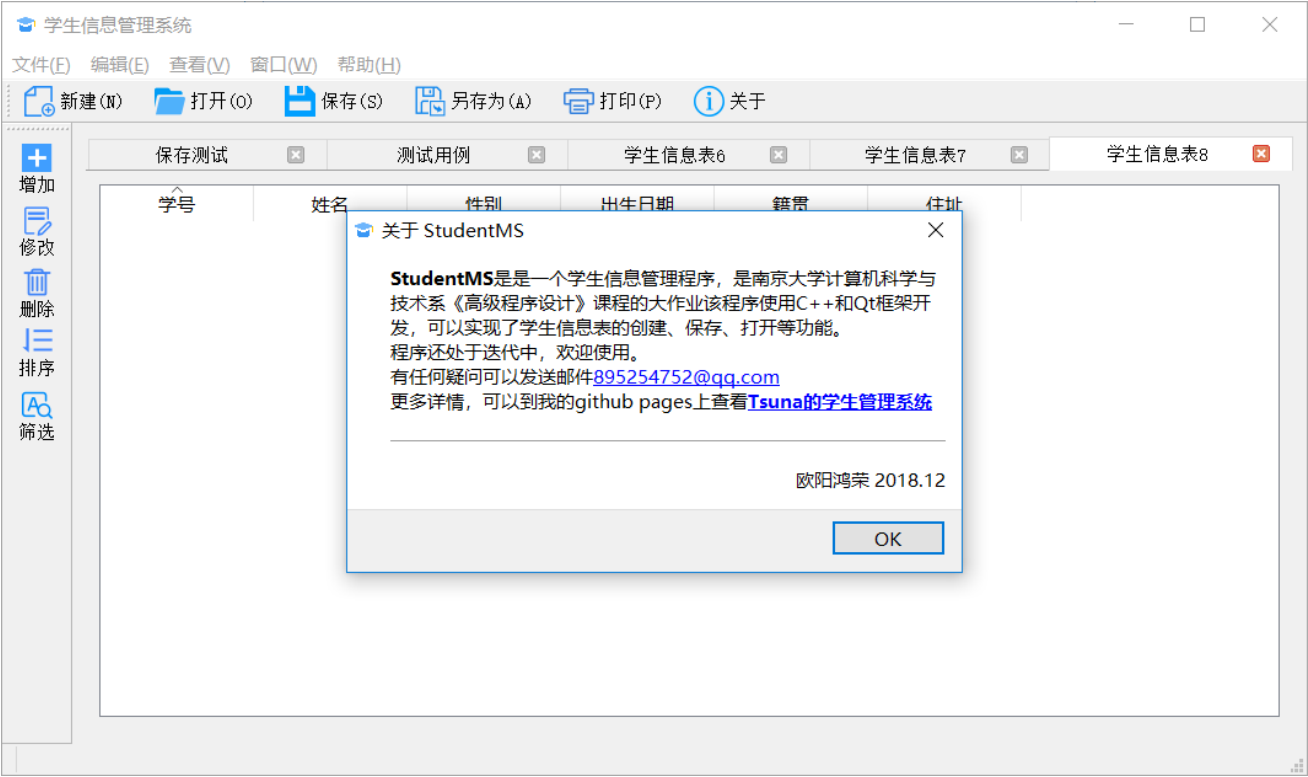 学生信息管理系统
文件(F) 编辑(E) 查看(V) 窗口(W) 帮助(H)
新建(N) 打开(O) 保存(S) 另存为(A) 打印(P) 关于
保存测试 测试用例 学生信息表6 学生信息表7 学生信息表8
增加
修改
删除
排序
筛选
学号 姓名 性别 出生日期 籍贯 住址
关于 StudentMS
StudentMS是是一个学生信息管理程序，是南京大学计算机科学与
技术系《高级程序设计》课程的大作业该程序使用C++和Qt框架开
发，可以实现了学生信息表的创建、保存、打开等功能。
程序还处于迭代中，欢迎使用。
有任何疑问可以发送邮件895254752@qq.com
更多详情，可以到我的github pages上查看Tsuna的学生管理系统
欧阳鸿荣 2018.12
OK